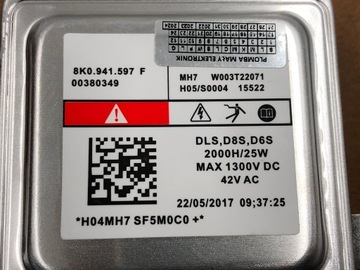 PLOMBA MAŁY ELEKTRONIK
8K0.941.597 F
00380349
MH7 W003T22071
H05/S0004 15522
DLS,D8S,D6S
2000H/25W
MAX 1300V DC
42V AC
22/05/2017 09:37:25
*H04MH7 SF5M0C0 +*